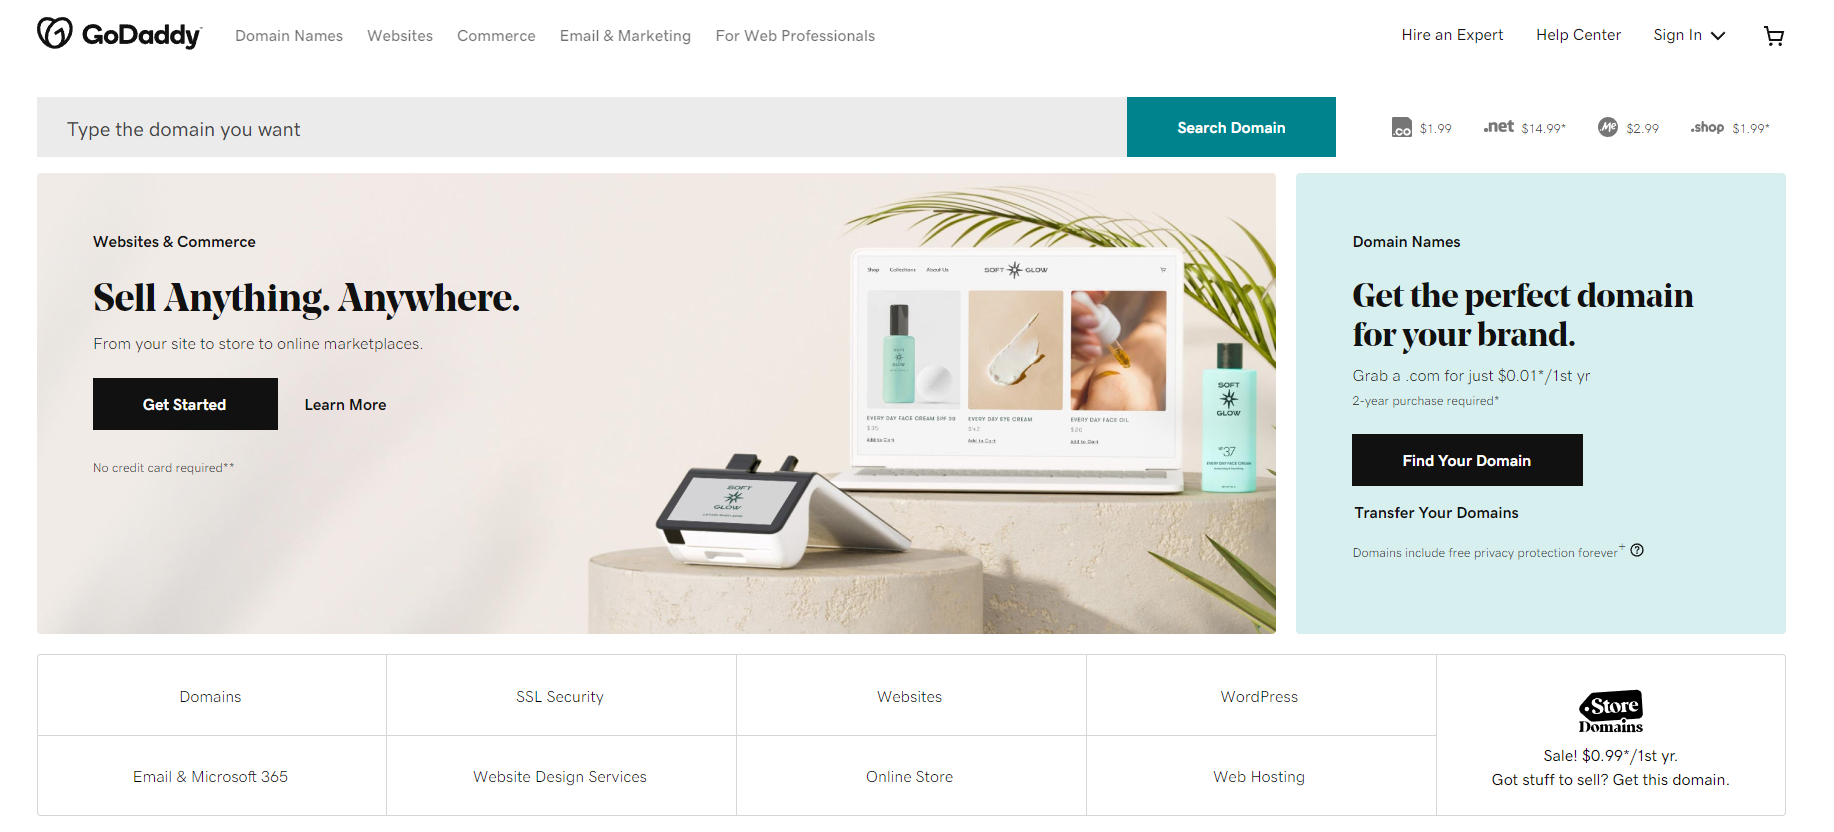 GoDaddy
Domain Names
Websites
Commerce
Email & Marketing
For Web Professionals
Hire an Expert
Help Center
Sign In
Type the domain you want
Search Domain
.co $1.99
.net $14.99*
Me $2.99
.shop $1.99*
Websites & Commerce
Sell Anything. Anywhere.
From your site to store to online marketplaces.
Get Started
Learn More
No credit card required**
Shop
Collections
About Us
SOFT GLOW
EVERY DAY FACE CREAM SPF 30
$35
Add to Cart
EVERY DAY EYE CREAM
$42
Add to Cart
EVERY DAY FACE OIL
$20
Add to Cart
SOFT
GLOW
SOFT
GLOW
37
EVERY DAY FACE CREAM
Domain Names
Get the perfect domain
for your brand.
Grab a .com for just $0.01*/1st yr
2-year purchase required*
Find Your Domain
Transfer Your Domains
Domains include free privacy protection forever+
Domains
SSL Security
Websites
WordPress
Email & Microsoft 365
Website Design Services
Online Store
Web Hosting
Store
Domains
Sale! $0.99*/1st yr.
Got stuff to sell? Get this domain.